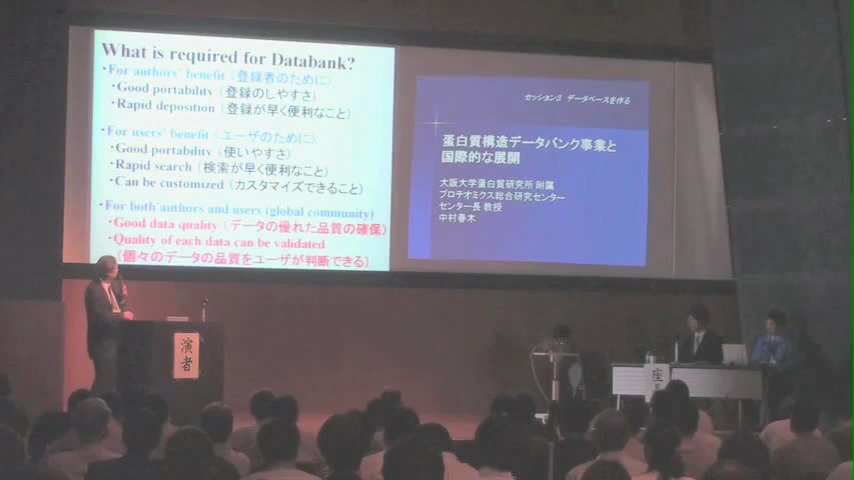 What is required for Databank?
・For authors' benefit (登録者のために)
・Good portability (登録のしやすさ)
・Rapid deposition (登録が早く便利なこと)
・For users' benefit (ユーザのために)
・Good portability (使いやすさ)
・Rapid search (検索が早く便利なこと)
・Can be customized (カスタマイズできること)
・For both authors and users (global community)
・Good data quality (データの優れた品質の確保)
・Quality of each data can be validated
(個々のデータの品質をユーザが判断できる)
セッション3 データベースを作る
蛋白質構造データバンク事業と
国際的な展開
大阪大学蛋白質研究所 附属
プロテオミクス総合研究センター
センター長 教授
中村春木
演者
座長